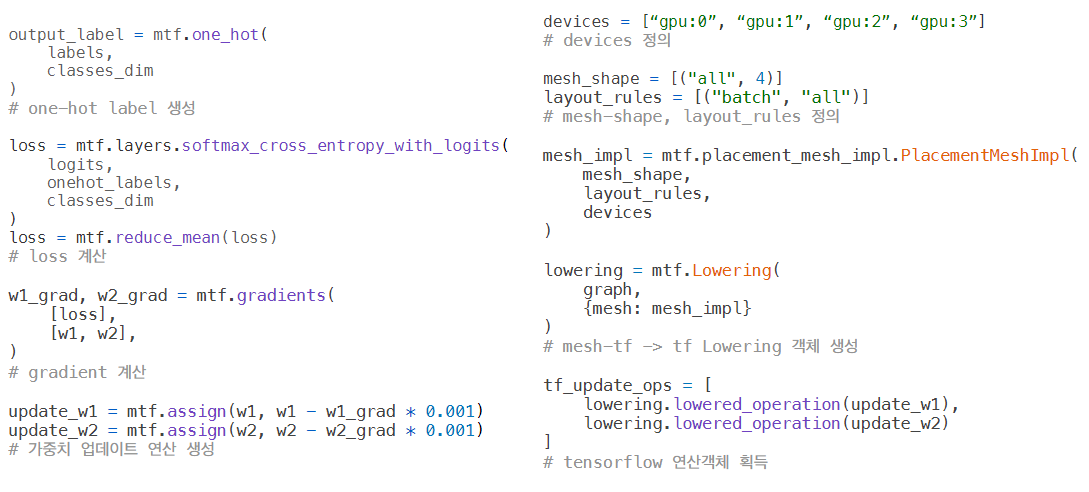 output_label = mtf.one_hot(
    labels,
    classes_dim
)
# one-hot label 생성
loss = mtf.layers.softmax_cross_entropy_with_logits(
    logits,
    onehot_labels,
    classes_dim
)
loss = mtf.reduce_mean(loss)
# loss 계산
w1_grad, w2_grad = mtf.gradients(
    [loss],
    [w1, w2],
)
# gradient 계산
update_w1 = mtf.assign(w1, w1 - w1_grad * 0.001)
update_w2 = mtf.assign(w2, w2 - w2_grad * 0.001)
# 가중치 업데이트 연산 생성
devices = [“gpu:0”, “gpu:1”, “gpu:2”, “gpu:3”]
# devices 정의
mesh_shape = [("all", 4)]
layout_rules = [("batch", "all")]
# mesh-shape, layout_rules 정의
mesh_impl = mtf.placement_mesh_impl.PlacementMeshImpl(
    mesh_shape,
    layout_rules,
    devices
)
lowering = mtf.Lowering(
    graph,
    {mesh: mesh_impl}
)
# mesh-tf -> tf Lowering 객체 생성
tf_update_ops = [
    lowering.lowered_operation(update_w1),
    lowering.lowered_operation(update_w2)
]
# tensorflow 연산객체 획득